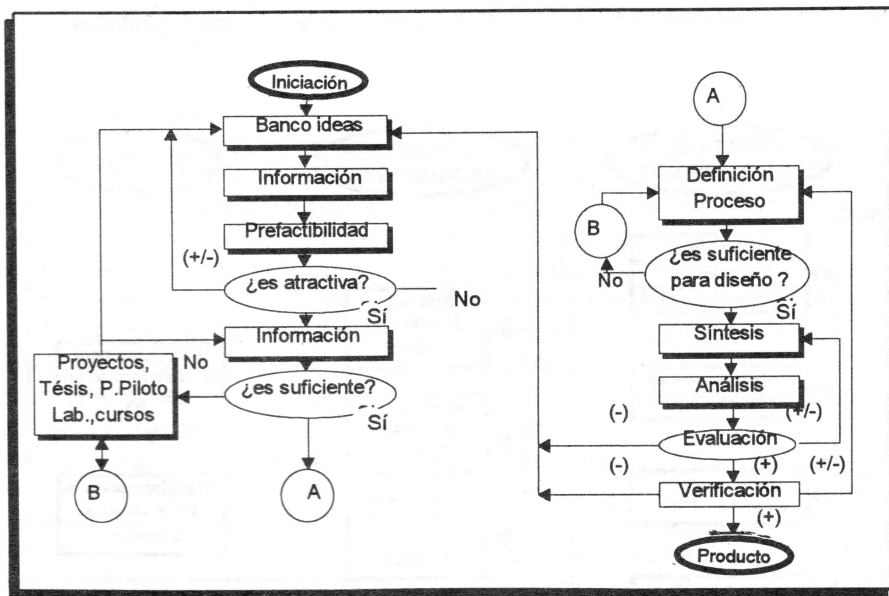 Iniciación
Banco ideas
Información
Prefactibilidad
(+/-)
¿es atractiva?
No
Sí
Información
Proyectos,
Tésis, P.Piloto
Lab.,cursos
No
¿es suficiente?
Sí
B
A
A
Definición
Proceso
B
¿es suficiente
para diseño ?
No
Sí
Síntesis
Análisis
(-)
(+/-)
Evaluación
(-)
(+)
(+/-)
Verificación
(+)
Producto